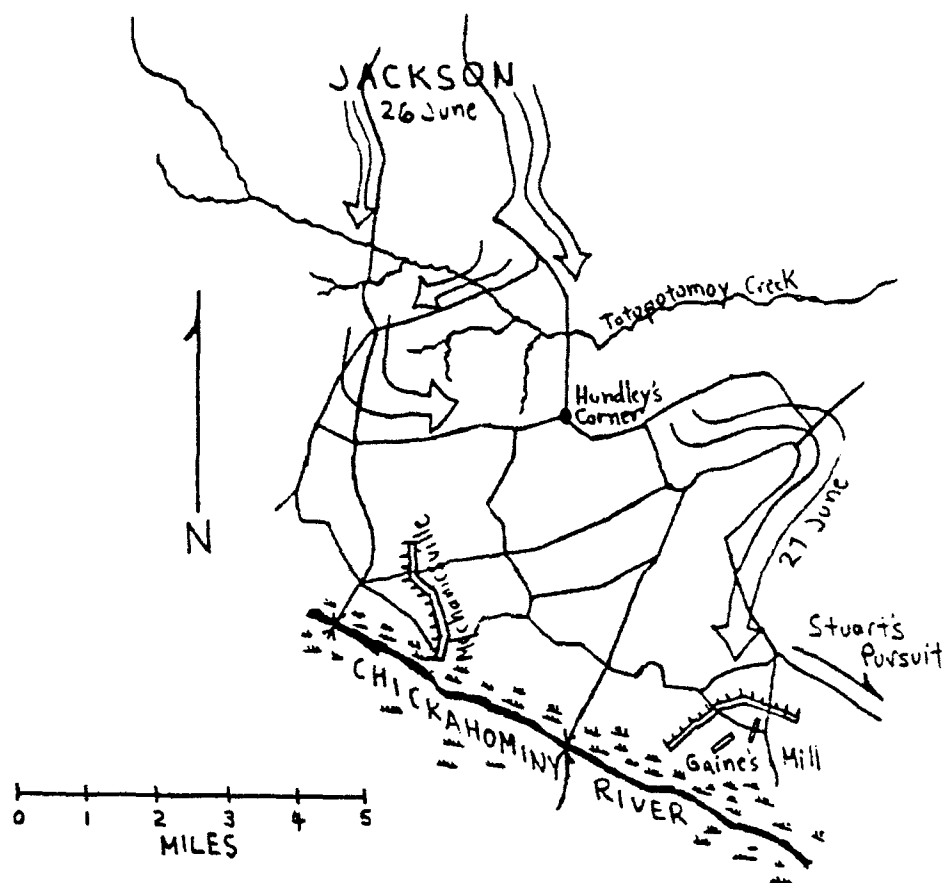 JACKSON
26 June
Totopotomoy Creek
Hundley's
Corner
N
Mechanicsville
27 June
Stuart's
Pursuit
CHICKAHOMINY
RIVER
Gaine's Mill
0 1 2 3 4 5
MILES